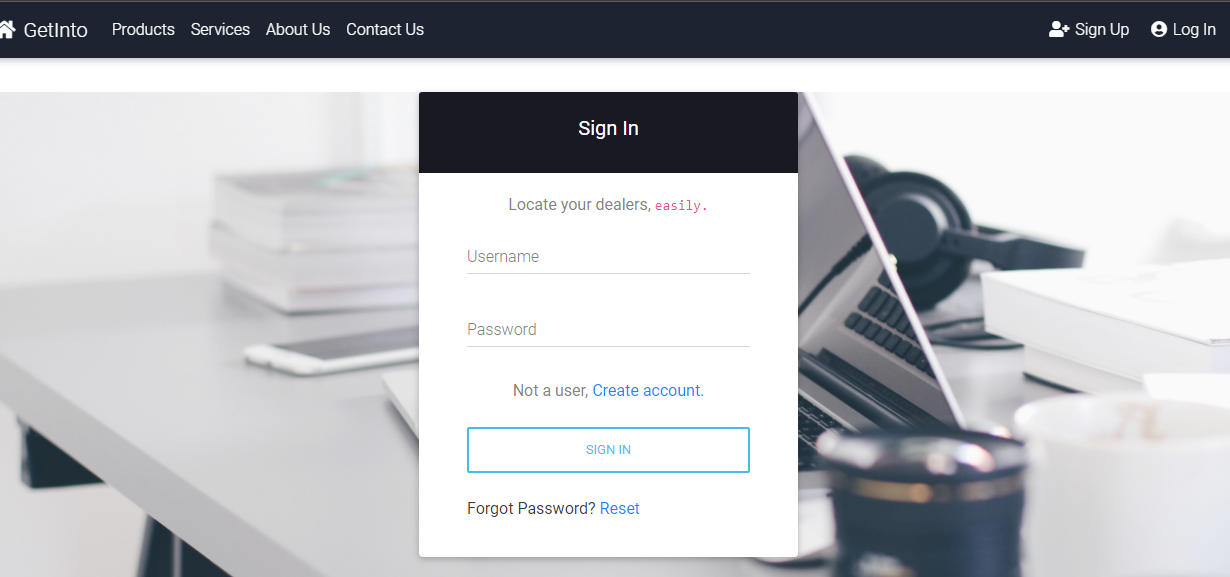 GetInto Products Services About Us Contact Us Sign Up Log In
Sign In
Locate your dealers, easily.
Username
Password
Not a user, Create account.
SIGN IN
Forgot Password? Reset